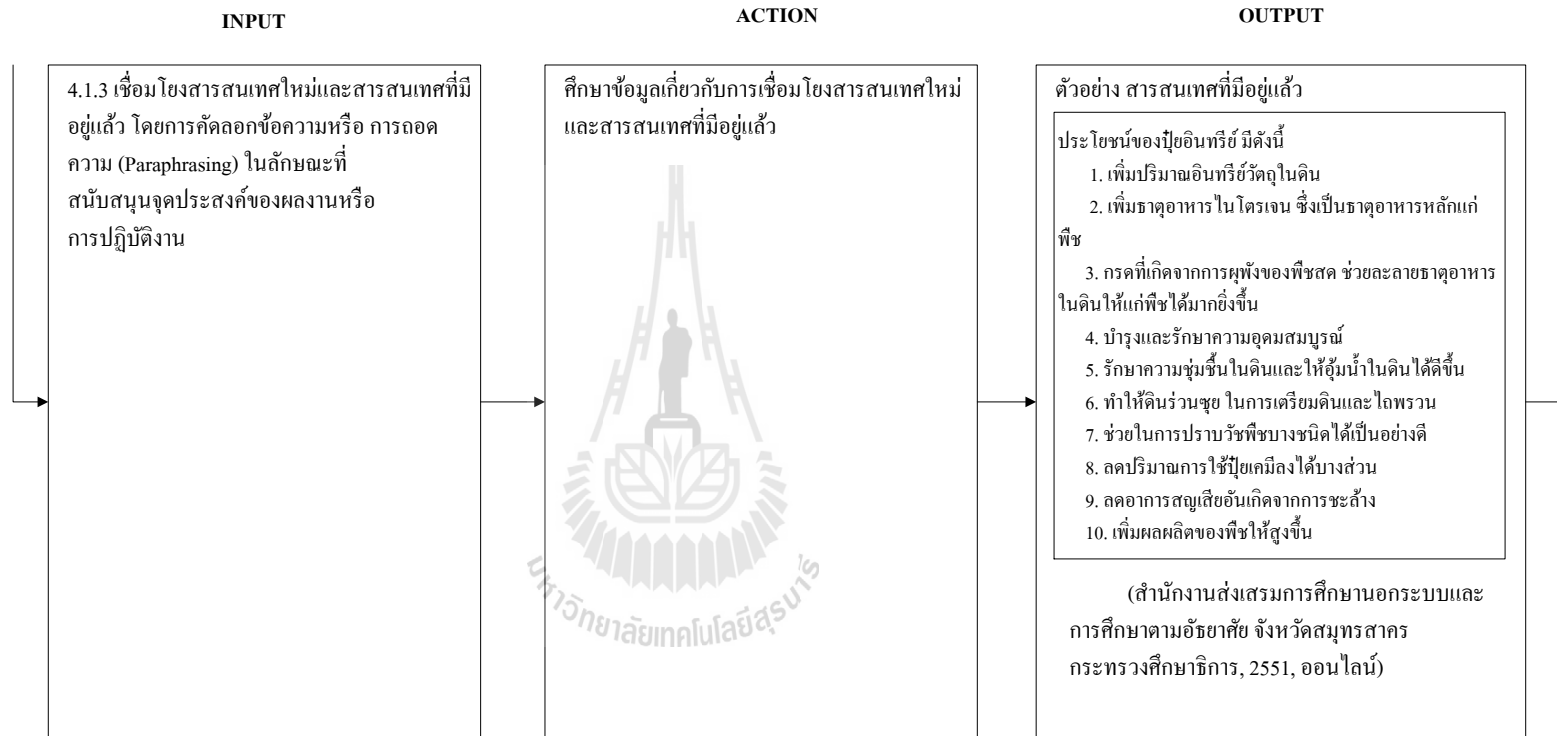 INPUT
ACTION
OUTPUT
4.1.3 เชื่อมโยงสารสนเทศใหม่และสารสนเทศที่มี
อยู่แล้ว โดยการคัดลอกข้อความหรือ การถอด
ความ (Paraphrasing) ในลักษณะที่
สนับสนุนจุดประสงค์ของผลงานหรือ
การปฏิบัติงาน
ศึกษาข้อมูลเกี่ยวกับการเชื่อมโยงสารสนเทศใหม่
และสารสนเทศที่มีอยู่แล้ว
ตัวอย่าง สารสนเทศที่มีอยู่แล้ว
ประโยชน์ของปุ๋ยอินทรีย์ มีดังนี้
1. เพิ่มปริมาณอินทรีย์วัตถุในดิน
2. เพิ่มธาตุอาหารไนโตรเจน ซึ่งเป็นธาตุอาหารหลักแก่
พืช
3. กรดที่เกิดจากการผุพังของพืชสด ช่วยละลายธาตุอาหาร
ในดินให้แก่พืชได้มากยิ่งขึ้น
4. บำรุงและรักษาความอุดมสมบูรณ์
5. รักษาความชุ่มชื้นในดินและให้อุ้มน้ำในดินได้ดีขึ้น
6. ทำให้ดินร่วนซุย ในการเตรียมดินและไถพรวน
7. ช่วยในการปราบวัชพืชบางชนิดได้เป็นอย่างดี
8. ลดปริมาณการใช้ปุ๋ยเคมีลงได้บางส่วน
9. ลดอาการสญเสียอันเกิดจากการชะล้าง
10. เพิ่มผลผลิตของพืชให้สูงขึ้น
(สำนักงานส่งเสรมการศึกษานอกระบบและ
การศึกษาตามอัธยาศัย จังหวัดสมุทรสาคร
กระทรวงศึกษาธิการ, 2551, ออนไลน์)
มหาวิทยาลัยเทคโนโลยีสุรนารี